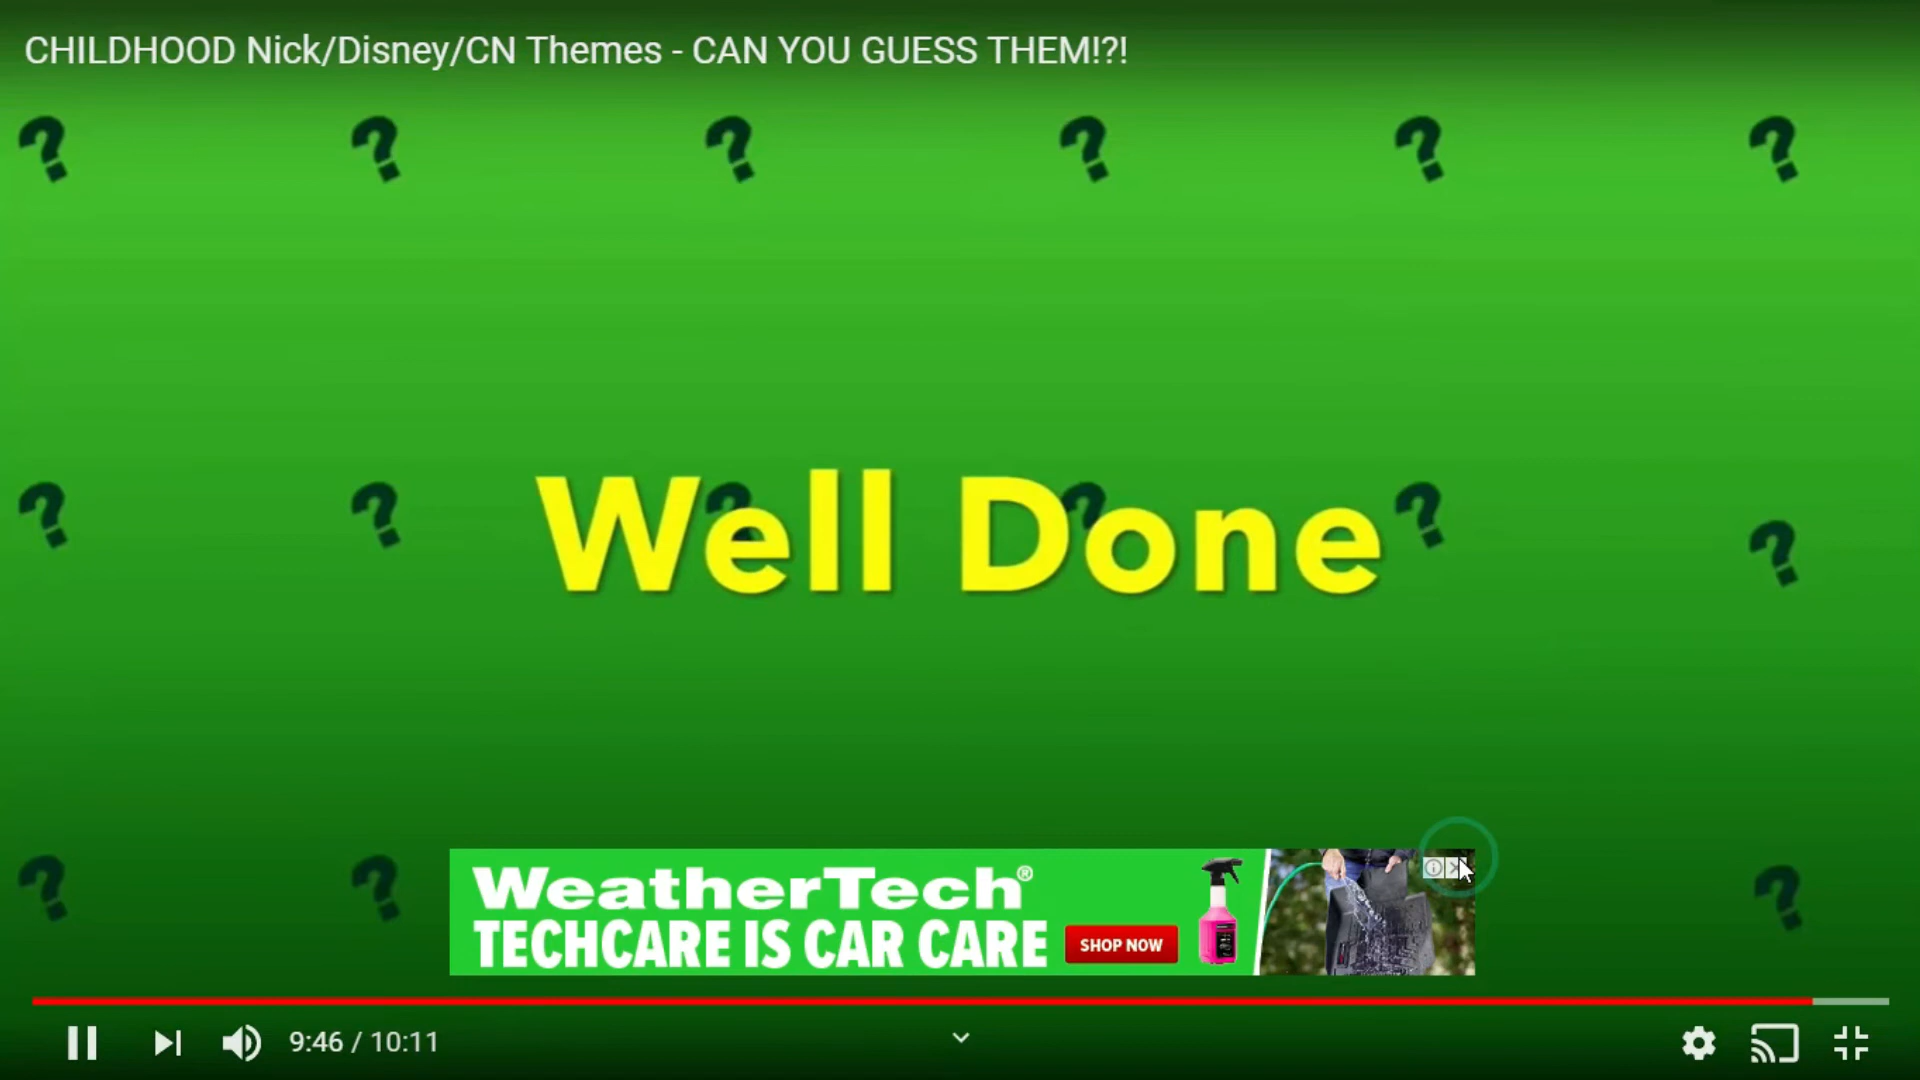 CHILDHOOD Nick/Disney/CN Themes - CAN YOU GUESS THEM!?!
? ? ? ? ? ?
? ? ? ? ? ?
Well Done
? ? ?
WeatherTech®
TECHCARE IS CAR CARE
SHOP NOW
9:46 / 10:11